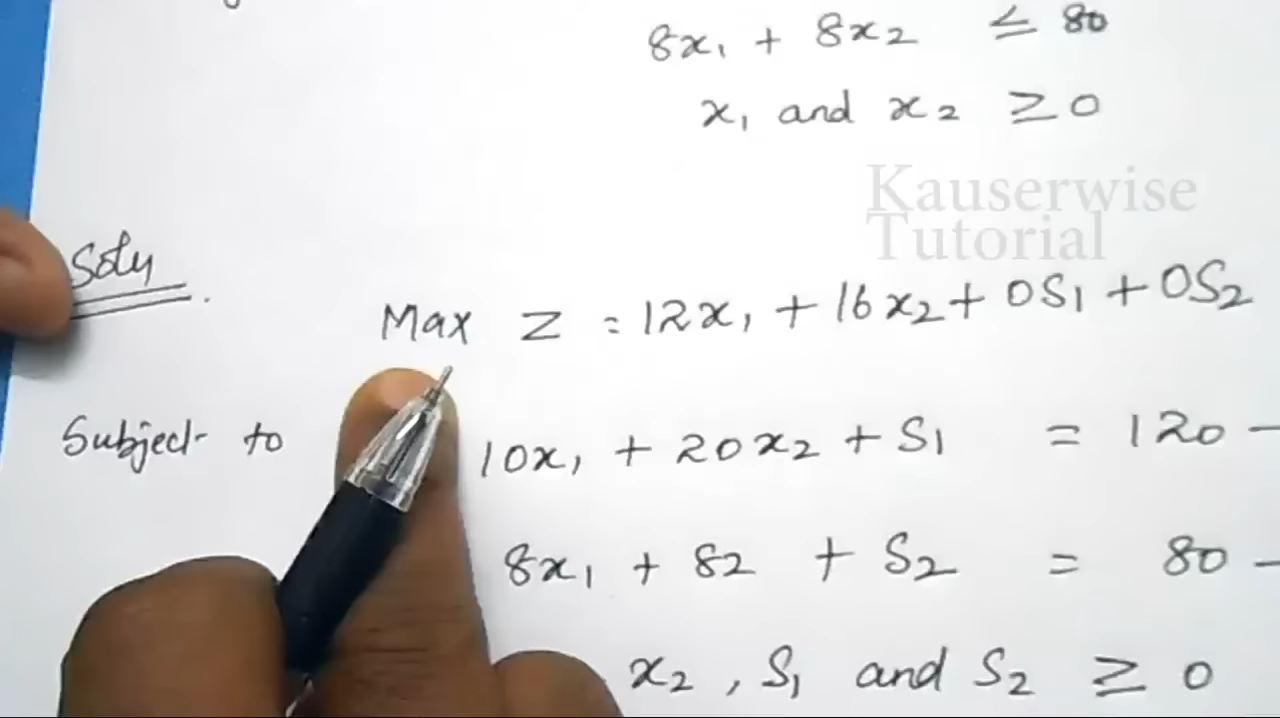 8x₁ + 8x₂ ≤ 80
x₁ and x₂ ≥ 0
Kauserwise
Tutorial
Soln
Max Z = 12x₁ + 16x₂ + 0S₁ + 0S₂
Subject to 10x₁ + 20x₂ + S₁ = 120 -
8x₁ + 82 + S₂ = 80 -
x₂, S₁ and S₂ ≥ 0